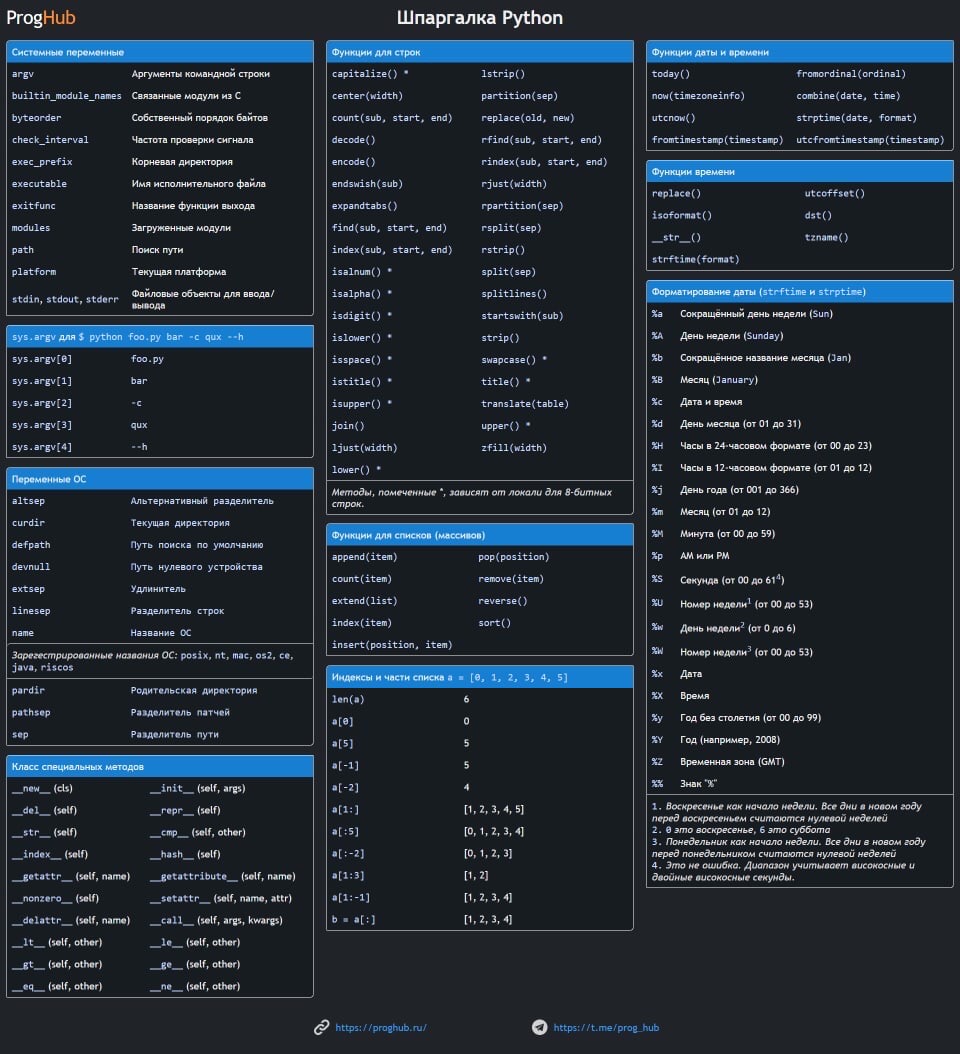 ProgHub
Шпаргалка Python
Системные переменные
argv Аргументы командной строки
builtin_module_names Связанные модули из C
byteorder Собственный порядок байтов
check_interval Частота проверки сигнала
exec_prefix Корневая директория
executable Имя исполнительного файла
exitfunc Название функции выхода
modules Загруженные модули
path Поиск пути
platform Текущая платформа
stdin, stdout, stderr Файловые объекты для ввода/
вывода
sys.argv для $ python foo.py bar -c qux --h
sys.argv[0] foo.py
sys.argv[1] bar
sys.argv[2] -c
sys.argv[3] qux
sys.argv[4] --h
Переменные ОС
altsep Альтернативный разделитель
curdir Текущая директория
defpath Путь поиска по умолчанию
devnull Путь нулевого устройства
extsep Удлинитель
linesep Разделитель строк
name Название ОС
Зарегестрированные названия ОС: posix, nt, mac, os2, ce,
java, riscos
pardir Родительская директория
pathsep Разделитель патчей
sep Разделитель пути
Класс специальных методов
__new__ (cls) __init__ (self, args)
__del__ (self) __repr__ (self)
__str__ (self) __cmp__ (self, other)
__index__ (self) __hash__ (self)
__getattr__ (self, name) __getattribute__ (self, name)
__nonzero__ (self) __setattr__ (self, name, attr)
__delattr__ (self, name) __call__ (self, args, kwargs)
__lt__ (self, other) __le__ (self, other)
__gt__ (self, other) __ge__ (self, other)
__eq__ (self, other) __ne__ (self, other)
Функции для строк
capitalize() * lstrip()
center(width) partition(sep)
count(sub, start, end) replace(old, new)
decode() rfind(sub, start, end)
encode() rindex(sub, start, end)
endswish(sub) rjust(width)
expandtabs() rpartition(sep)
find(sub, start, end) rsplit(sep)
index(sub, start, end) rstrip()
isalnum() * split(sep)
isalpha() * splitlines()
isdigit() * startswith(sub)
islower() * strip()
isspace() * swapcase() *
istitle() * title() *
isupper() * translate(table)
join() upper() *
ljust(width) zfill(width)
lower() *
Методы, помеченные *, зависят от локали для 8-битных
строк.
Функции для списков (массивов)
append(item) pop(position)
count(item) remove(item)
extend(list) reverse()
index(item) sort()
insert(position, item)
Индексы и части списка a = [0, 1, 2, 3, 4, 5]
len(a) 6
a[0] 0
a[5] 5
a[-1] 5
a[-2] 4
a[1:] [1, 2, 3, 4, 5]
a[:5] [0, 1, 2, 3, 4]
a[:-2] [0, 1, 2, 3]
a[1:3] [1, 2]
a[1:-1] [1, 2, 3, 4]
b = a[:] [1, 2, 3, 4]
Функции даты и времени
today() fromordinal(ordinal)
now(timezoneinfo) combine(date, time)
utcnow() strptime(date, format)
fromtimestamp(timestamp) utcfromtimestamp(timestamp)
Функции времени
replace() utcoffset()
isoformat() dst()
__str__() tzname()
strftime(format)
Форматирование даты (strftime и strptime)
%a Сокращённый день недели (Sun)
%A День недели (Sunday)
%b Сокращённое название месяца (Jan)
%B Месяц (January)
%c Дата и время
%d День месяца (от 01 до 31)
%H Часы в 24-часовом формате (от 00 до 23)
%I Часы в 12-часовом формате (от 01 до 12)
%j День года (от 001 до 366)
%m Месяц (от 01 до 12)
%M Минута (от 00 до 59)
%p AM или PM
%S Секунда (от 00 до 61⁴)
%U Номер недели¹ (от 00 до 53)
%w День недели² (от 0 до 6)
%W Номер недели³ (от 00 до 53)
%x Дата
%X Время
%y Год без столетия (от 00 до 99)
%Y Год (например, 2008)
%Z Временная зона (GMT)
%% Знак "%"
1. Воскресенье как начало недели. Все дни в новом году
перед воскресеньем считаются нулевой неделей
2. 0 это воскресенье, 6 это суббота
3. Понедельник как начало недели. Все дни в новом году
перед понедельником считаются нулевой неделей
4. Это не ошибка. Диапазон учитывает високосные и
двойные високосные секунды.
https://proghub.ru/
https://t.me/prog_hub